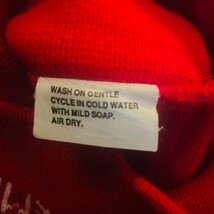 WASH ON GENTLE
CYCLE IN COLD WATER
WITH MILD SOAP.
AIR DRY.